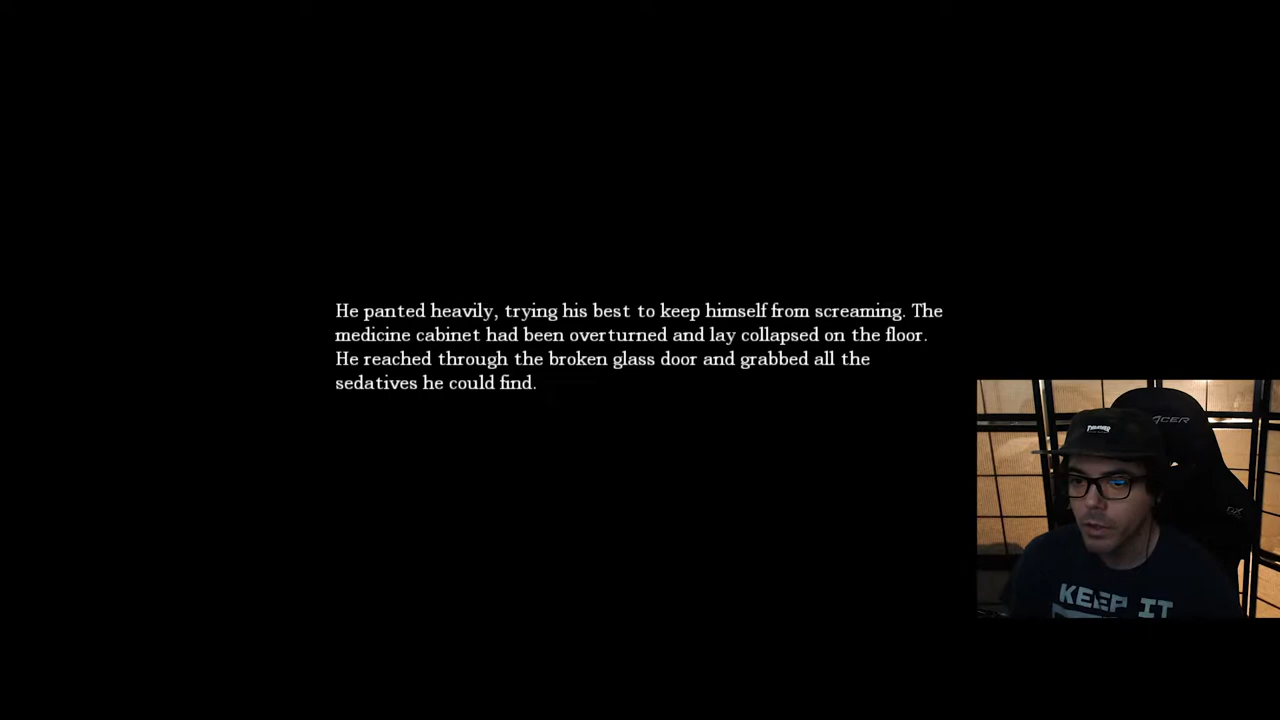 He panted heavily, trying his best to keep himself from screaming. The
medicine cabinet had been overturned and lay collapsed on the floor.
He reached through the broken glass door and grabbed all the
sedatives he could find.
ACER
THRASHER
KEEP IT